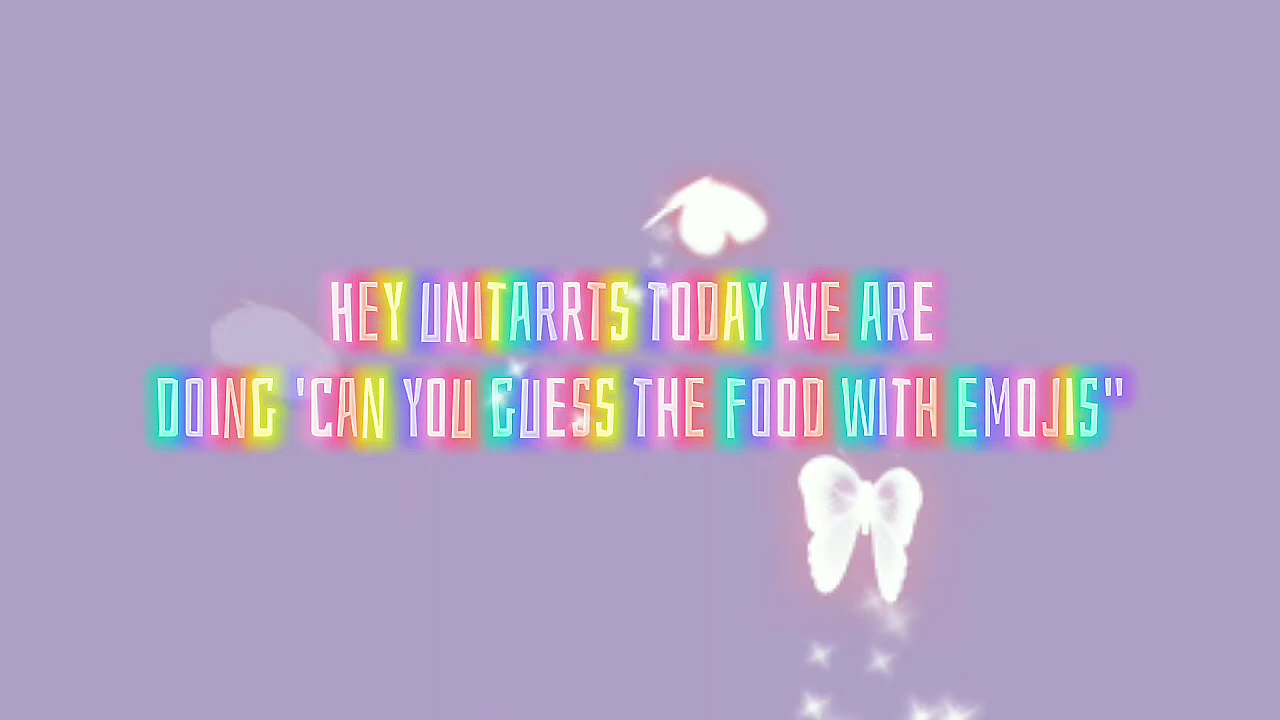 HEY UNITARRTS TODAY WE ARE
DOING 'CAN YOU GUESS THE FOOD WITH EMOJIS"